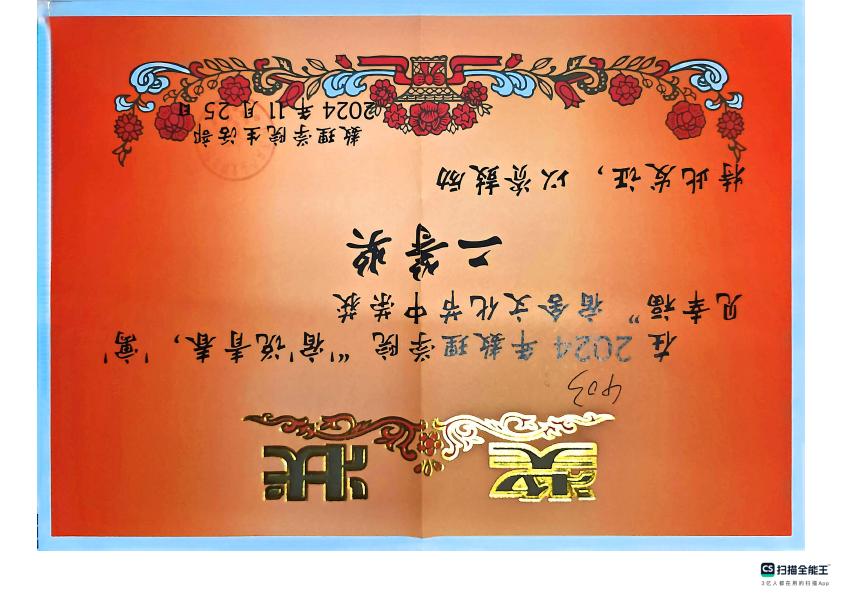 奖状
403
在2024年数理学院“'宿'说青春，'寓'
见幸福”宿舍文化节中荣获
二等奖
特此发证，以资鼓励
数理学院生活部
2024年11月25日
CS 扫描全能王
3亿人都在用的扫描App